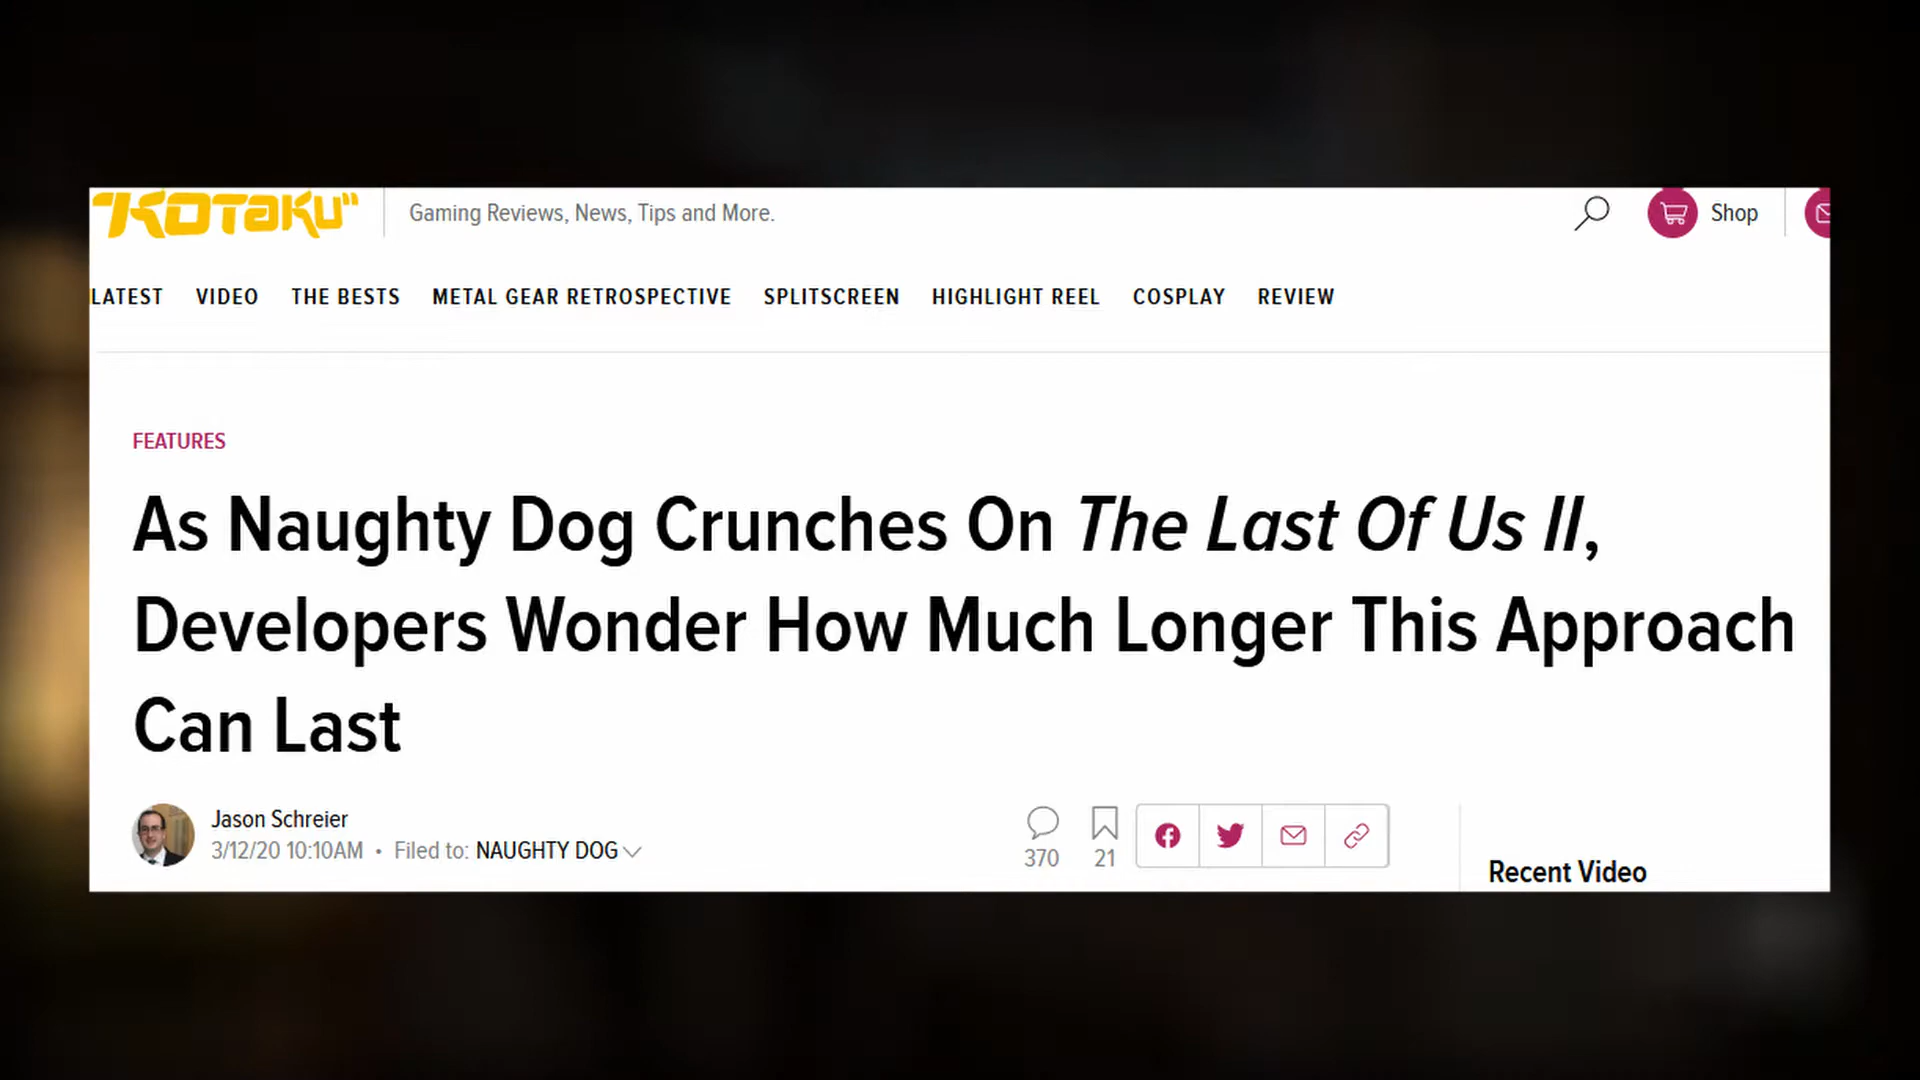 "KOTaKU" Gaming Reviews, News, Tips and More. Shop
LATEST VIDEO THE BESTS METAL GEAR RETROSPECTIVE SPLITSCREEN HIGHLIGHT REEL COSPLAY REVIEW
FEATURES
As Naughty Dog Crunches On The Last Of Us II,
Developers Wonder How Much Longer This Approach
Can Last
Jason Schreier
3/12/20 10:10AM • Filed to: NAUGHTY DOG
370 21
Recent Video